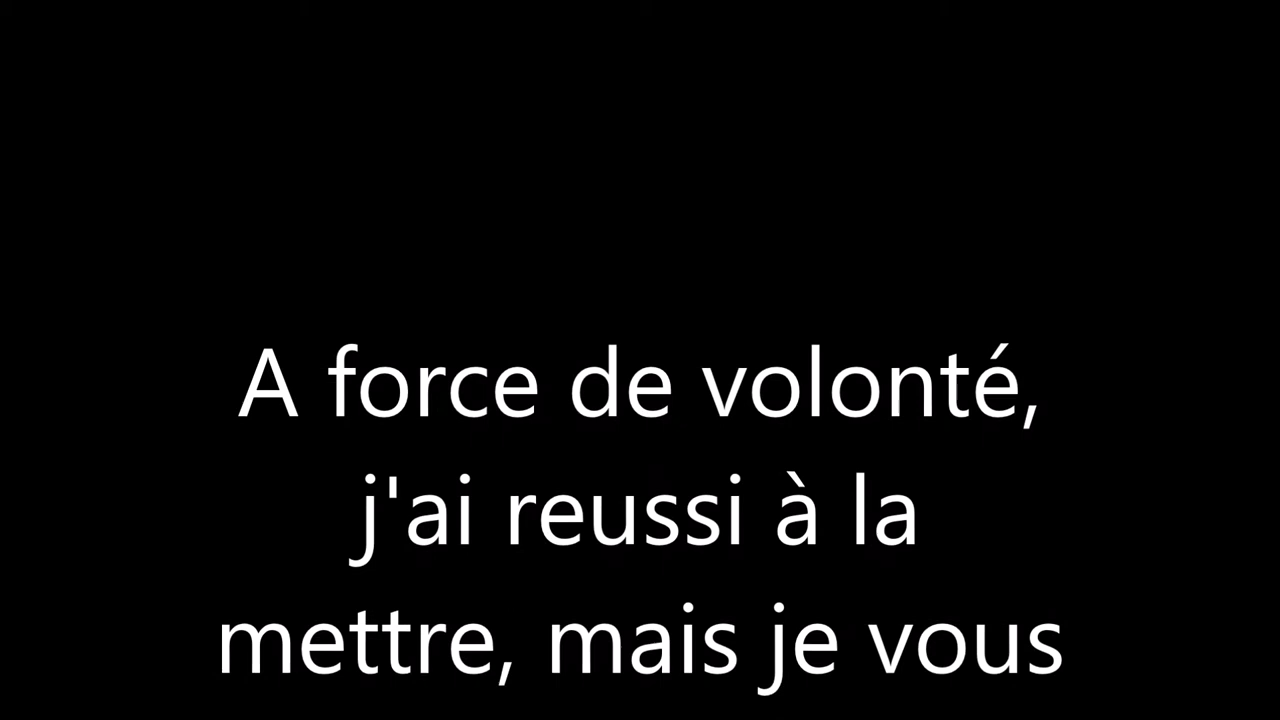 A force de volonté,
j'ai reussi à la
mettre, mais je vous